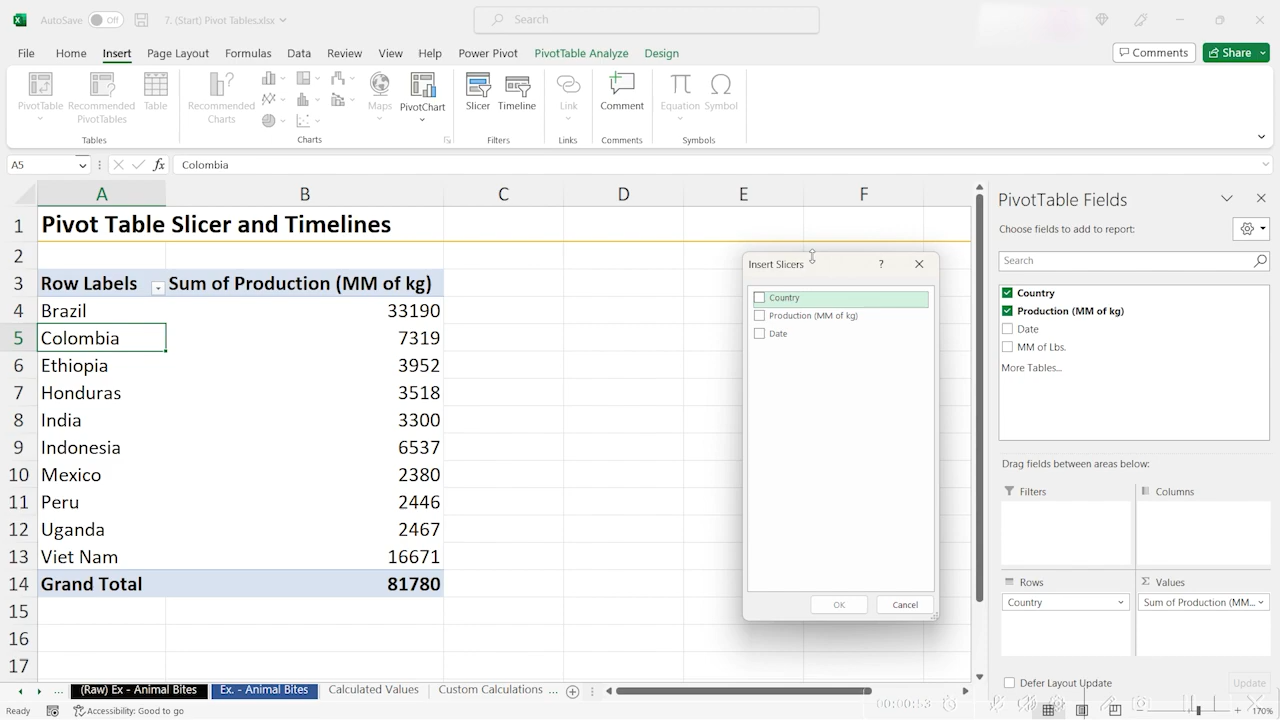 AutoSave Off 7. (Start) Pivot Tables.xlsx Search
File Home Insert Page Layout Formulas Data Review View Help Power Pivot PivotTable Analyze Design Comments Share
PivotTable Recommended PivotTables Table Recommended Charts Maps PivotChart Slicer Timeline Link Comment Equation Symbol
Tables Charts Filters Links Comments Symbols
A5 fx Colombia
A B C D E F
1 Pivot Table Slicer and Timelines
2
3 Row Labels Sum of Production (MM of kg)
4 Brazil 33190
5 Colombia 7319
6 Ethiopia 3952
7 Honduras 3518
8 India 3300
9 Indonesia 6537
10 Mexico 2380
11 Peru 2446
12 Uganda 2467
13 Viet Nam 16671
14 Grand Total 81780
15
16
17
Insert Slicers ?
Country
Production (MM of kg)
Date
OK Cancel
PivotTable Fields
Choose fields to add to report:
Search
Country
Production (MM of kg)
Date
MM of Lbs.
More Tables...
Drag fields between areas below:
Filters Columns
Rows Σ Values
Country Sum of Production (MM...
Defer Layout Update Update
... (Raw) Ex - Animal Bites Ex. - Animal Bites Calculated Values Custom Calculations ...
Ready Accessibility: Good to go 00:00:53 170%